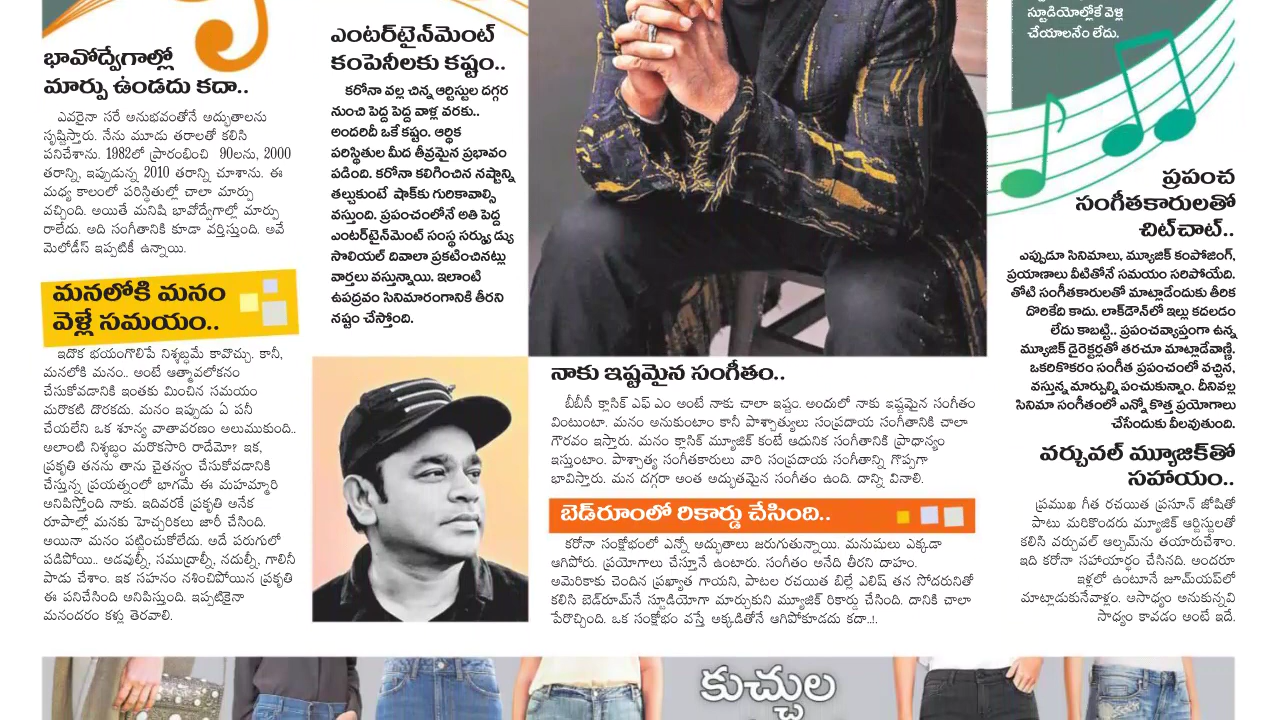 భావోద్వేగాల్లో
మార్పు ఉండదు కదా..
ఎవరైనా సరే అనుభవంతోనే అద్భుతాలను
సృష్టిస్తారు. నేను మూడు తరాలతో కలిసి
పనిచేశాను. 1982లో ప్రారంభించి 90లను, 2000
తరాన్ని, ఇప్పుడున్న 2010 తరాన్ని చూశాను. ఈ
మధ్య కాలంలో పరిస్థితుల్లో చాలా మార్పు
వచ్చింది. అయితే మనిషి భావోద్వేగాల్లో మార్పు
రాలేదు. అది సంగీతానికి కూడా వర్తిస్తుంది. అవే
మెలోడీస్ ఇప్పటికీ ఉన్నాయి.
మనలోకి మనం
వెళ్లే సమయం..
ఇదొక భయంగొలిపే నిశ్శబ్దమే కావొచ్చు. కానీ,
మనలోకి మనం.. అంటే ఆత్మావలోకనం
చేసుకోవడానికి ఇంతకు మించిన సమయం
మరొకటి దొరకదు. మనం ఇప్పుడు ఏ పనీ
చేయలేని ఒక శూన్య వాతావరణం అలుముకుంది..
అలాంటి నిశ్శబ్దం మరొకసారి రాదేమో? ఇక,
ప్రకృతి తనను తాను చైతన్యం చేసుకోవడానికి
చేస్తున్న ప్రయత్నంలో భాగమే ఈ మహమ్మారి
అనిపిస్తోంది నాకు. ఇదివరకే ప్రకృతి అనేక
రూపాల్లో మనకు హెచ్చరికలు జారీ చేసింది.
అయినా మనం పట్టించుకోలేదు. అదే పరుగులో
పడిపోయి.. అడవుల్నీ, సముద్రాల్నీ, నదుల్నీ, గాలినీ
పాడు చేశాం. ఇక సహనం నశించిపోయిన ప్రకృతి
ఈ పనిచేసింది అనిపిస్తుంది. ఇప్పటికైనా
మనందరం కళ్లు తెరవాలి.
ఎంటర్‌టైన్‌మెంట్
కంపెనీలకు కష్టం..
కరోనా వల్ల చిన్న ఆర్టిస్టుల దగ్గర
నుంచి పెద్ద పెద్ద వాళ్ల వరకు..
అందరిదీ ఒకే కష్టం. ఆర్థిక
పరిస్థితుల మీద తీవ్రమైన ప్రభావం
పడింది. కరోనా కలిగించిన నష్టాన్ని
తల్చుకుంటే షాక్‌కు గురికావాల్సి
వస్తుంది. ప్రపంచంలోనే అతి పెద్ద
ఎంటర్‌టైన్‌మెంట్ సంస్థ సర్క్యు డ్యు
సొలియల్ దివాలా ప్రకటించినట్లు
వార్తలు వస్తున్నాయి. ఇలాంటి
ఉపద్రవం సినిమారంగానికి తీరని
నష్టం చేస్తోంది.
నాకు ఇష్టమైన సంగీతం..
బీబీసీ క్లాసిక్ ఎఫ్ ఎం అంటే నాకు చాలా ఇష్టం. అందులో నాకు ఇష్టమైన సంగీతం
వింటుంటా. మనం అనుకుంటాం కానీ పాశ్చాత్యులు సంప్రదాయ సంగీతానికి చాలా
గౌరవం ఇస్తారు. మనం క్లాసిక్ మ్యూజిక్ కంటే ఆధునిక సంగీతానికి ప్రాధాన్యం
ఇస్తుంటాం. పాశ్చాత్య సంగీతకారులు వారి సంప్రదాయ సంగీతాన్ని గొప్పగా
భావిస్తారు. మన దగ్గరా అంత అద్భుతమైన సంగీతం ఉంది. దాన్ని వినాలి.
బెడ్‌రూంలో రికార్డు చేసింది..
కరోనా సంక్షోభంలో ఎన్నో అద్భుతాలు జరుగుతున్నాయి. మనుషులు ఎక్కడా
ఆగిపోరు. ప్రయోగాలు చేస్తూనే ఉంటారు. సంగీతం అనేది తీరని దాహం.
అమెరికాకు చెందిన ప్రఖ్యాత గాయని, పాటల రచయిత బిల్లే ఎలిష్ తన సోదరునితో
కలిసి బెడ్‌రూమ్‌నే స్టూడియోగా మార్చుకుని మ్యూజిక్ రికార్డు చేసింది. దానికి చాలా
పేరొచ్చింది. ఒక సంక్షోభం వస్తే అక్కడితోనే ఆగిపోకూడదు కదా..!.
స్టూడియోల్లోకే వెళ్లి
చేయాలనేం లేదు.
ప్రపంచ
సంగీతకారులతో
చిట్‌చాట్..
ఎప్పుడూ సినిమాలు, మ్యూజిక్ కంపోజింగ్,
ప్రయాణాలు వీటితోనే సమయం సరిపోయేది.
తోటి సంగీతకారులతో మాట్లాడేందుకు తీరిక
దొరికేది కాదు. లాక్‌డౌన్‌లో ఇల్లు కదలడం
లేదు కాబట్టి.. ప్రపంచవ్యాప్తంగా ఉన్న
మ్యూజిక్ డైరెక్టర్లతో తరచూ మాట్లాడేవాణ్ణి.
ఒకరికొకరం సంగీత ప్రపంచంలో వచ్చిన,
వస్తున్న మార్పుల్ని పంచుకున్నాం. దీనివల్ల
సినిమా సంగీతంలో ఎన్నో కొత్త ప్రయోగాలు
చేసేందుకు వీలవుతుంది.
వర్చువల్ మ్యూజిక్‌తో
సహాయం..
ప్రముఖ గీత రచయిత ప్రసూన్ జోషితో
పాటు మరికొందరు మ్యూజిక్ ఆర్టిస్టులతో
కలిసి వర్చువల్ ఆల్బమ్‌ను తయారుచేశాం.
ఇది కరోనా సహాయార్థం చేసినది. అందరూ
ఇళ్లలో ఉంటూనే జూమ్‌యాప్‌లో
మాట్లాడుకునేవాళ్లం. అసాధ్యం అనుకున్నవి
సాధ్యం కావడం అంటే ఇదే.
కుచ్చుల